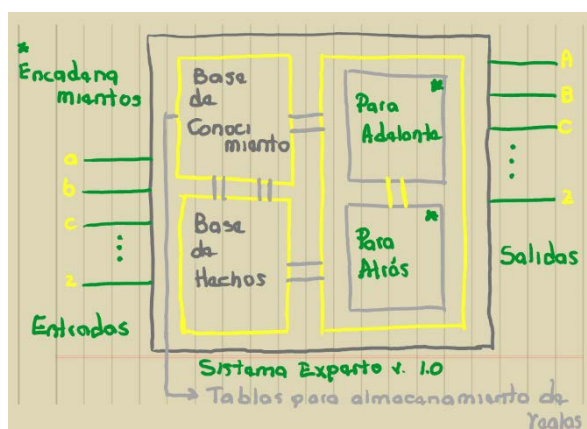 *
Encadena
mientos
a
b
c
z
Entradas
Base
de
Conoci
miento
Base
de
Hechos
*
Para
Adelante
*
Para
Atrás
A
B
C
z
Salidas
Sistema Experto v. 1.0
Tablas para almacenamiento de
reglas